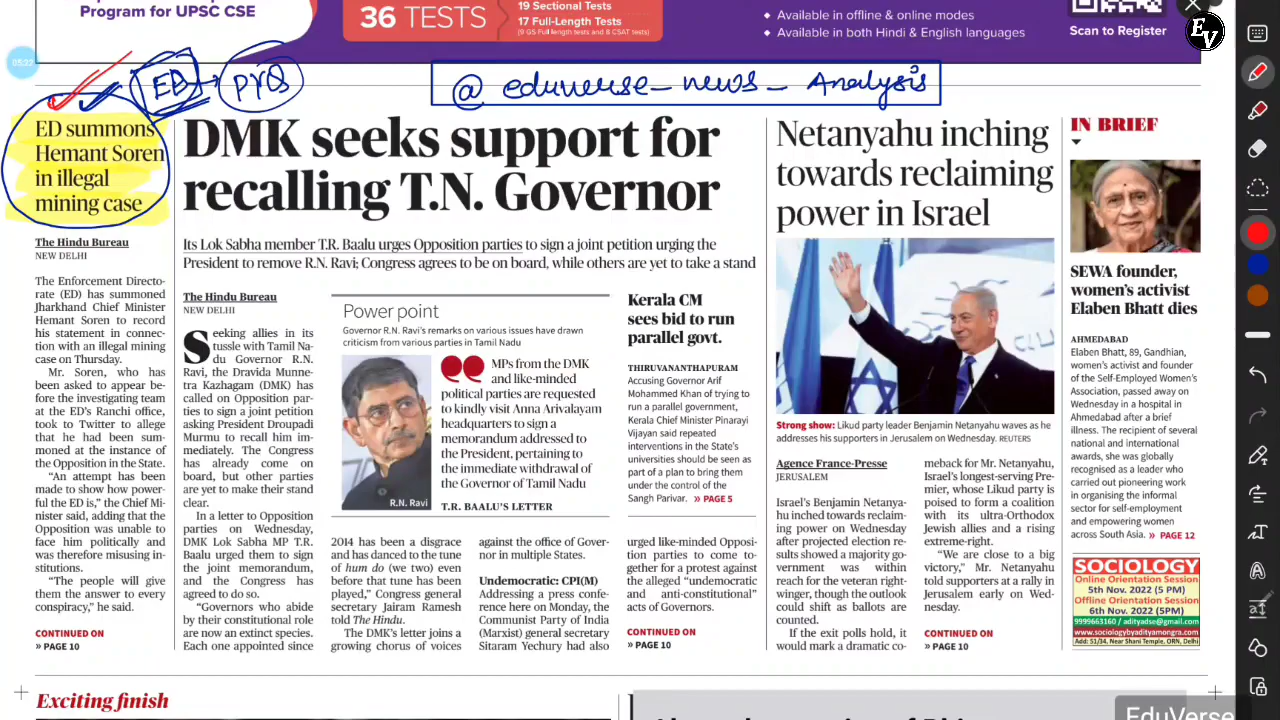 Program for UPSC CSE
36 TESTS
19 Sectional Tests
17 Full-Length Tests
(9 GS Full length tests and 8 CSAT tests)
• Available in offline & online modes
• Available in both Hindi & English languages
Scan to Register
EV
05:22
ED → PYQ
@ eduverse_news_Analysis
ED summons
Hemant Soren
in illegal
mining case
The Hindu Bureau
NEW DELHI
The Enforcement Directo-
rate (ED) has summoned
Jharkhand Chief Minister
Hemant Soren to record
his statement in connec-
tion with an illegal mining
case on Thursday.
Mr. Soren, who has
been asked to appear be-
fore the investigating team
at the ED's Ranchi office,
took to Twitter to allege
that he had been sum-
moned at the instance of
the Opposition in the State.
“An attempt has been
made to show how power-
ful the ED is,” the Chief Mi-
nister said, adding that the
Opposition was unable to
face him politically and
was therefore misusing in-
stitutions.
“The people will give
them the answer to every
conspiracy,” he said.
CONTINUED ON
» PAGE 10
DMK seeks support for
recalling T.N. Governor
Its Lok Sabha member T.R. Baalu urges Opposition parties to sign a joint petition urging the
President to remove R.N. Ravi; Congress agrees to be on board, while others are yet to take a stand
The Hindu Bureau
NEW DELHI
Seeking allies in its
tussle with Tamil Na-
du Governor R.N.
Ravi, the Dravida Munne-
tra Kazhagam (DMK) has
called on Opposition par-
ties to sign a joint petition
asking President Droupadi
Murmu to recall him im-
mediately. The Congress
has already come on
board, but other parties
are yet to make their stand
clear.
In a letter to Opposition
parties on Wednesday,
DMK Lok Sabha MP T.R.
Baalu urged them to sign
the joint memorandum,
and the Congress has
agreed to do so.
“Governors who abide
by their constitutional role
are now an extinct species.
Each one appointed since
Power point
Governor R.N. Ravi's remarks on various issues have drawn
criticism from various parties in Tamil Nadu
MPs from the DMK
and like-minded
political parties are requested
to kindly visit Anna Arivalayam
headquarters to sign a
memorandum addressed to
the President, pertaining to
the immediate withdrawal of
the Governor of Tamil Nadu
T.R. BAALU'S LETTER
R.N. Ravi
2014 has been a disgrace
and has danced to the tune
of hum do (we two) even
before that tune has been
played,” Congress general
secretary Jairam Ramesh
told The Hindu.
The DMK's letter joins a
growing chorus of voices
against the office of Gover-
nor in multiple States.
Undemocratic: CPI(M)
Addressing a press confe-
rence here on Monday, the
Communist Party of India
(Marxist) general secretary
Sitaram Yechury had also
Kerala CM
sees bid to run
parallel govt.
THIRUVANANTHAPURAM
Accusing Governor Arif
Mohammed Khan of trying to
run a parallel government,
Kerala Chief Minister Pinarayi
Vijayan said repeated
interventions in the State's
universities should be seen as
part of a plan to bring them
under the control of the
Sangh Parivar. » PAGE 5
urged like-minded Opposi-
tion parties to come to-
gether for a protest against
the alleged “undemocratic
and anti-constitutional”
acts of Governors.
CONTINUED ON
» PAGE 10
Netanyahu inching
towards reclaiming
power in Israel
Strong show: Likud party leader Benjamin Netanyahu waves as he
addresses his supporters in Jerusalem on Wednesday. REUTERS
Agence France-Presse
JERUSALEM
Israel's Benjamin Netanya-
hu inched towards reclaim-
ing power on Wednesday
after projected election re-
sults showed a majority go-
vernment was within
reach for the veteran right-
winger, though the outlook
could shift as ballots are
counted.
If the exit polls hold, it
would mark a dramatic co-
meback for Mr. Netanyahu,
Israel's longest-serving Pre-
mier, whose Likud party is
poised to form a coalition
with its ultra-Orthodox
Jewish allies and a rising
extreme-right.
“We are close to a big
victory,” Mr. Netanyahu
told supporters at a rally in
Jerusalem early on Wed-
nesday.
CONTINUED ON
» PAGE 10
IN BRIEF
SEWA founder,
women's activist
Elaben Bhatt dies
AHMEDABAD
Elaben Bhatt, 89, Gandhian,
women's activist and founder
of the Self-Employed Women's
Association, passed away on
Wednesday in a hospital in
Ahmedabad after a brief
illness. The recipient of several
national and international
awards, she was globally
recognised as a leader who
carried out pioneering work
in organising the informal
sector for self-employment
and empowering women
across South Asia. » PAGE 12
SOCIOLOGY
Online Orientation Session
5th Nov. 2022 (5 PM)
Offline Orientation Session
6th Nov. 2022 (5PM)
9999663160 / adityadse@gmail.com
www.sociologybyadityamongra.com
Add: 53/34, Near Shani Temple, ORN, Delhi
Exciting finish
EduVerse